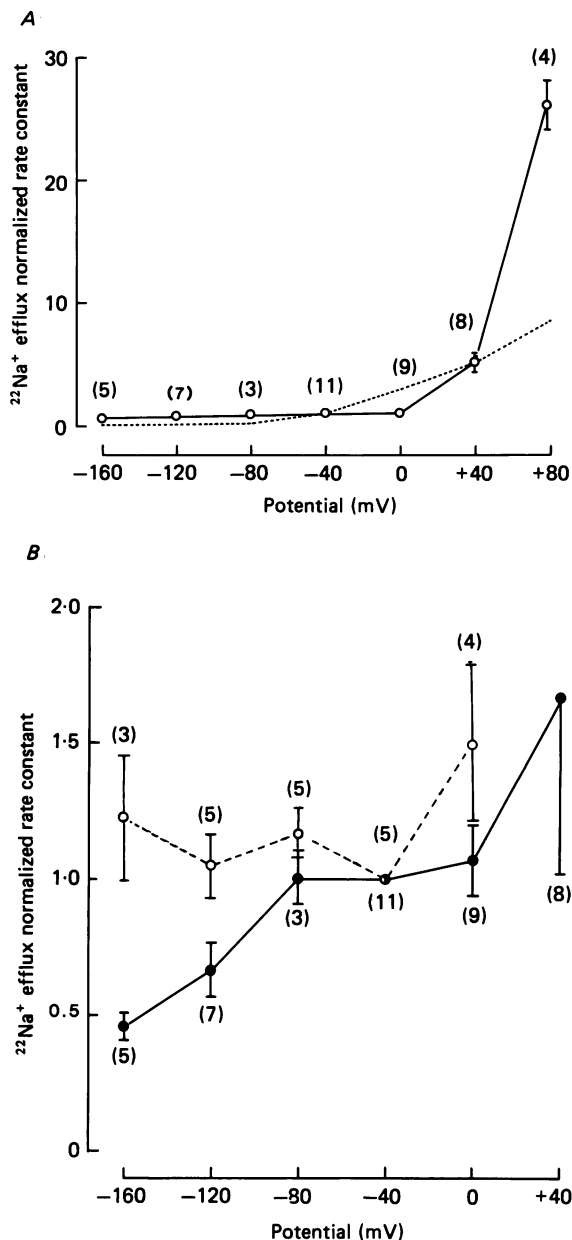 A
30
20
10
0
²²Na⁺ efflux normalized rate constant
(5) (7) (3) (11) (9) (8) (4)
−160 −120 −80 −40 0 +40 +80
Potential (mV)
B
2·0
1·5
1·0
0·5
0
²²Na⁺ efflux normalized rate constant
(3) (5) (5) (5) (4)
(5) (7) (3) (11) (9) (8)
−160 −120 −80 −40 0 +40
Potential (mV)